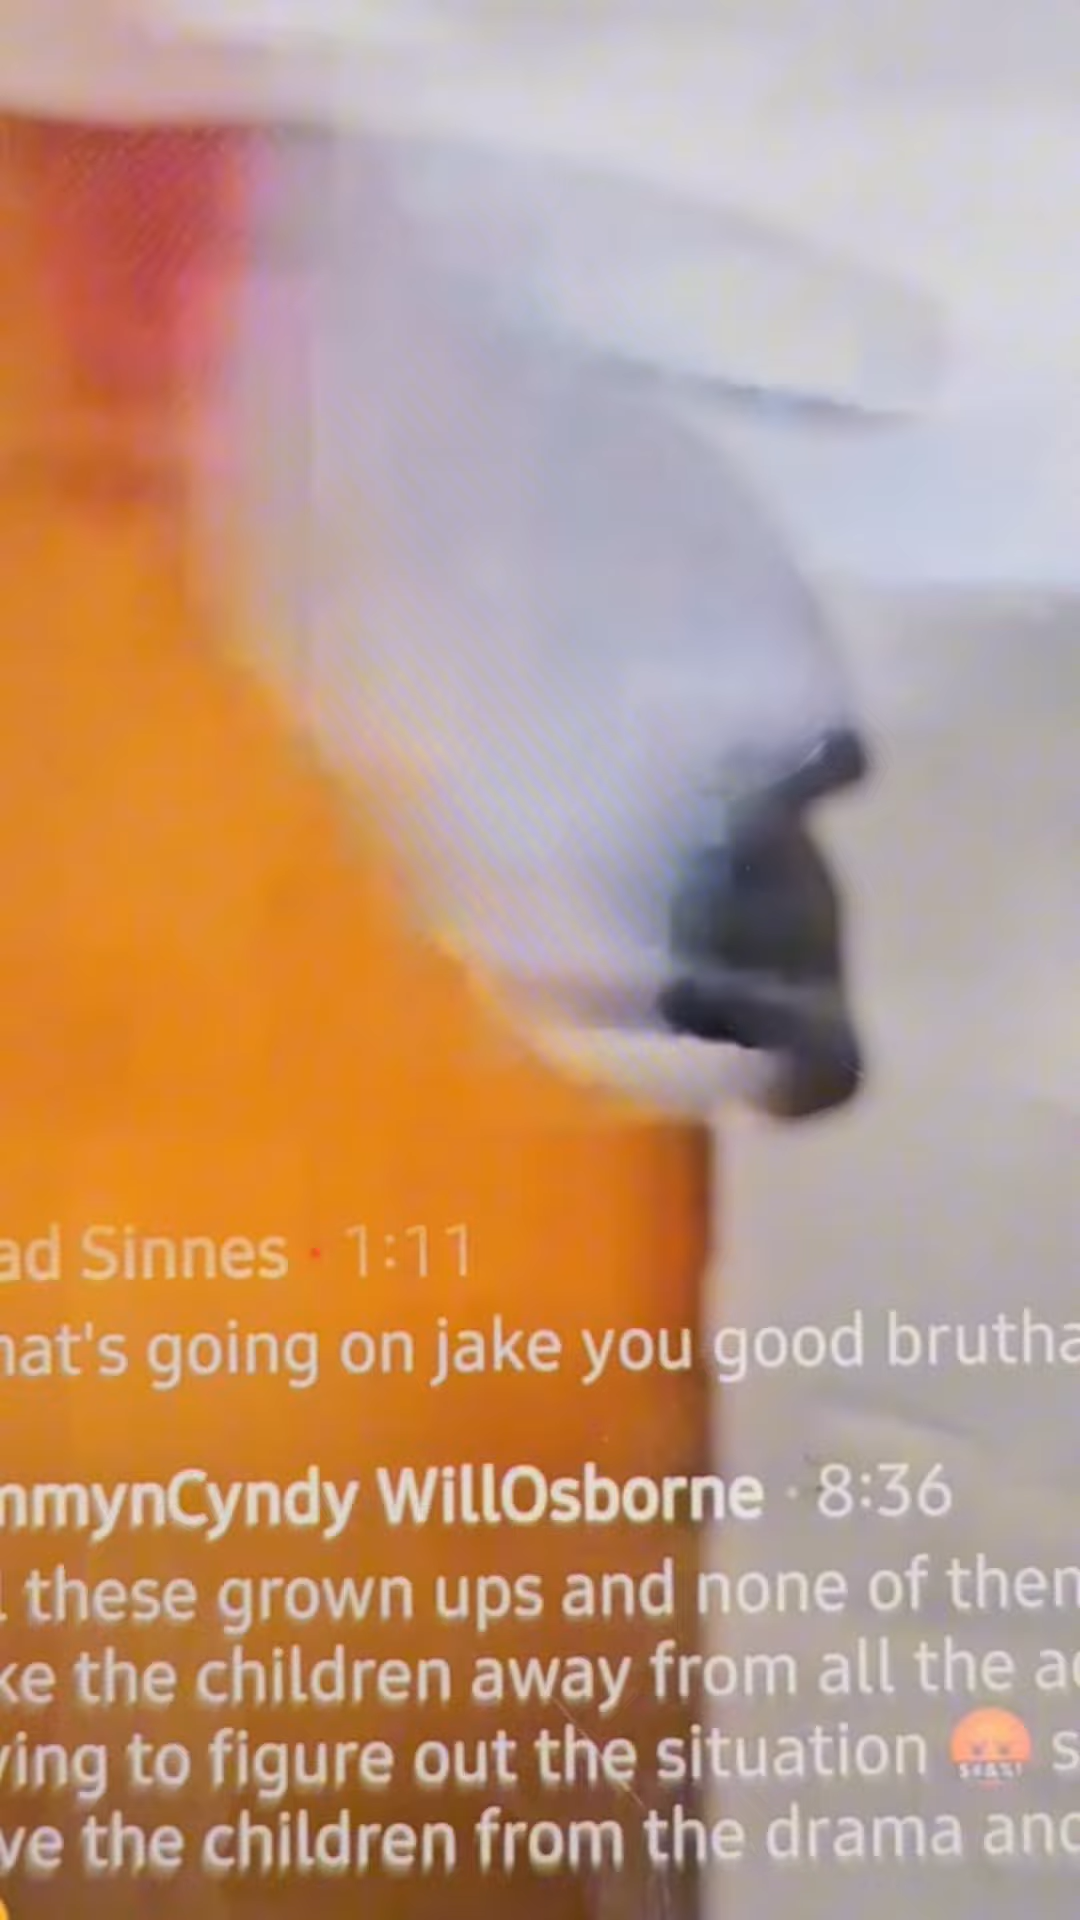 ad Sinnes · 1:11
hat's going on jake you good brutha
mmynCyndy WillOsborne · 8:36
l these grown ups and none of them
ke the children away from all the ad
ying to figure out the situation 🤬 s
ve the children from the drama and